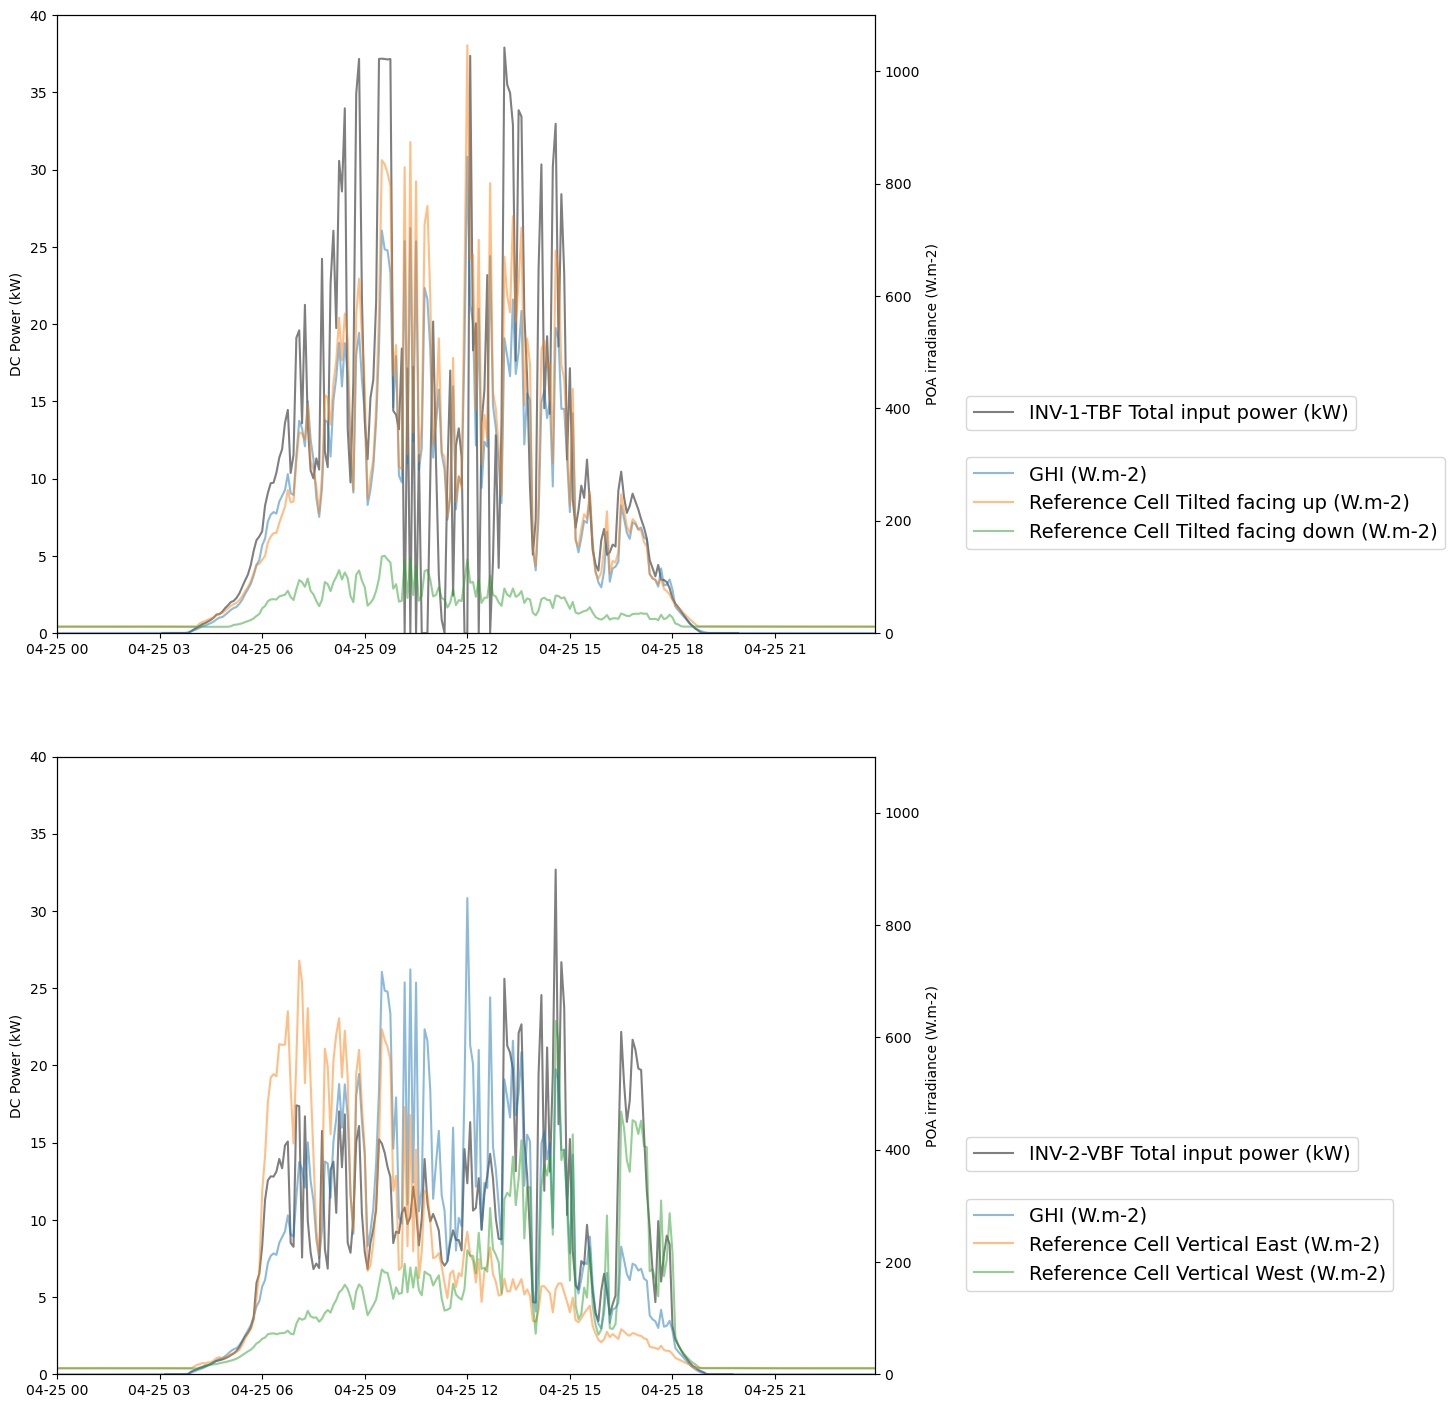 40
35
30
25
20
15
10
5
0
DC Power (kW)
1000
800
600
400
200
0
POA irradiance (W.m-2)
04-25 00 04-25 03 04-25 06 04-25 09 04-25 12 04-25 15 04-25 18 04-25 21
INV-1-TBF Total input power (kW)
GHI (W.m-2)
Reference Cell Tilted facing up (W.m-2)
Reference Cell Tilted facing down (W.m-2)
40
35
30
25
20
15
10
5
0
DC Power (kW)
1000
800
600
400
200
0
POA irradiance (W.m-2)
04-25 00 04-25 03 04-25 06 04-25 09 04-25 12 04-25 15 04-25 18 04-25 21
INV-2-VBF Total input power (kW)
GHI (W.m-2)
Reference Cell Vertical East (W.m-2)
Reference Cell Vertical West (W.m-2)